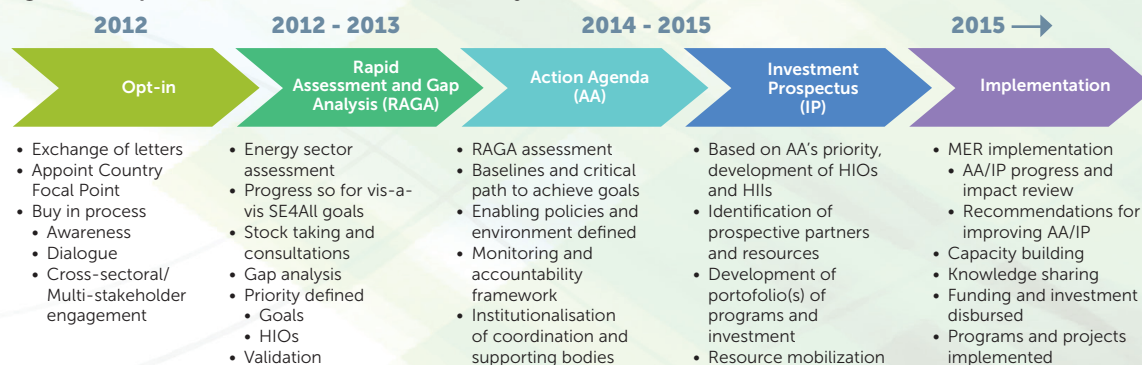 2012
2012 - 2013
2014 - 2015
2015
Opt-in
Rapid
Assessment and Gap
Analysis (RAGA)
Action Agenda
(AA)
Investment
Prospectus
(IP)
Implementation
• Exchange of letters
• Appoint Country
Focal Point
• Buy in process
• Awareness
• Dialogue
• Cross-sectoral/
Multi-stakeholder
engagement
• Energy sector
assessment
• Progress so for vis-a-
vis SE4All goals
• Stock taking and
consultations
• Gap analysis
• Priority defined
• Goals
• HIOs
• Validation
• RAGA assessment
• Baselines and critical
path to achieve goals
• Enabling policies and
environment defined
• Monitoring and
accountability
framework
• Institutionalisation
of coordination and
supporting bodies
• Based on AA's priority,
development of HIOs
and HIIs
• Identification of
prospective partners
and resources
• Development of
portofolio(s) of
programs and
investment
• Resource mobilization
• MER implementation
• AA/IP progress and
impact review
• Recommendations for
improving AA/IP
• Capacity building
• Knowledge sharing
• Funding and investment
disbursed
• Programs and projects
implemented